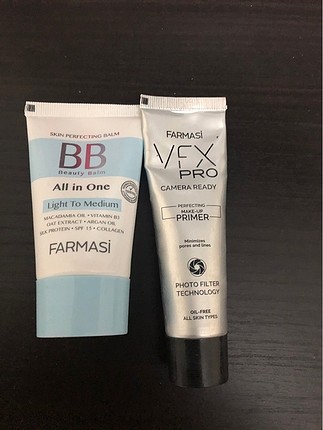 SKIN PERFECTING BALM
BB
Beauty Balm
All in One
Light To Medium
MACADAMIA OIL • VITAMIN B3
OAT EXTRACT • ARGAN OIL
SILK PROTEIN • SPF 15 • COLLAGEN
FARMASİ
FARMASİ
VFX
PRO
CAMERA READY
PERFECTING
MAKE-UP
PRIMER
Minimizes
pores and lines
PHOTO FILTER
TECHNOLOGY
OIL-FREE
ALL SKIN TYPES